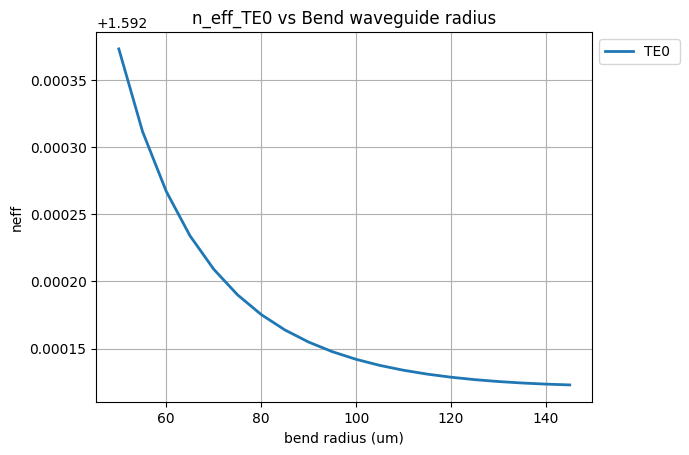 n_eff_TE0 vs Bend waveguide radius
+1.592
TE0
0.00035
0.00030
0.00025
0.00020
0.00015
neff
60 80 100 120 140
bend radius (um)